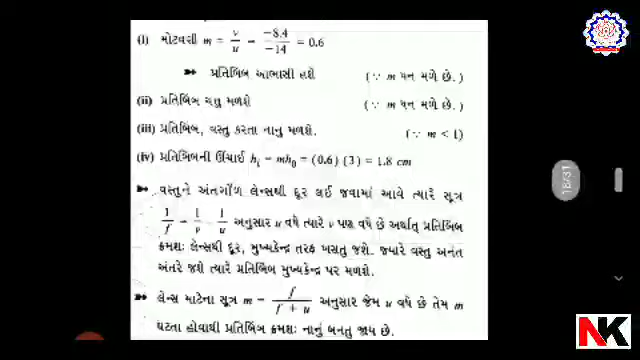 (i) મોટવણી m = v/u = -8.4/-14 = 0.6
➽ પ્રતિબિંબ આભાસી હશે (∵ m ધન મળે છે.)
(ii) પ્રતિબિંબ ચત્તુ મળશે (∵ m ધન મળે છે.)
(iii) પ્રતિબિંબ, વસ્તુ કરતા નાનુ મળશે. (∵ m < 1)
(iv) પ્રતિબિંબની ઉંચાઈ hᵢ = mh₀ = (0.6) (3) = 1.8 cm
➽ વસ્તુને અંતર્ગોળ લેન્સથી દૂર લઈ જવામાં આવે ત્યારે સૂત્ર
1/f = 1/v - 1/u અનુસાર u વધે ત્યારે v પણ વધે છે અર્થાત્ પ્રતિબિંબ
ક્રમશઃ લેન્સથી દૂર, મુખ્યકેન્દ્ર તરફ ખસતુ જશે. જ્યારે વસ્તુ અનંત
અંતરે જશે ત્યારે પ્રતિબિંબ મુખ્યકેન્દ્ર પર મળશે.
➽ લેન્સ માટેના સૂત્ર m = f/f + u અનુસાર જેમ u વધે છે તેમ m
ઘટતા હોવાથી પ્રતિબિંબ ક્રમશઃ નાનુ બનતુ જાય છે.
18/31
NK